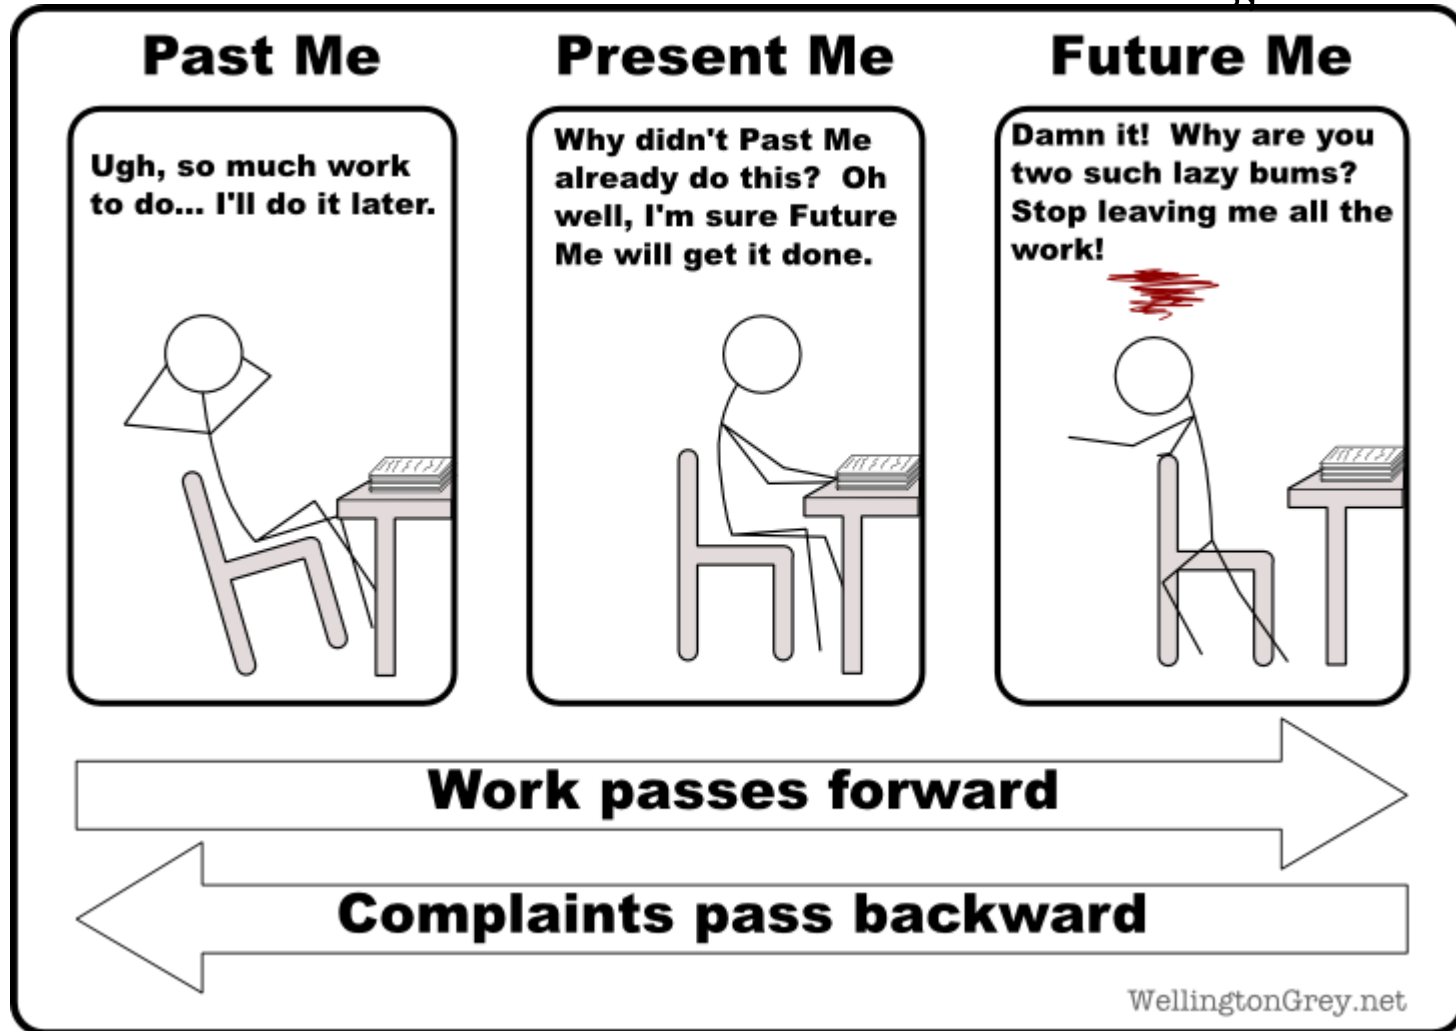 Past Me
Present Me
Future Me
Ugh, so much work
to do... I'll do it later.
Why didn't Past Me
already do this?  Oh
well, I'm sure Future
Me will get it done.
Damn it!  Why are you
two such lazy bums?
Stop leaving me all the
work!
Work passes forward
Complaints pass backward
WellingtonGrey.net